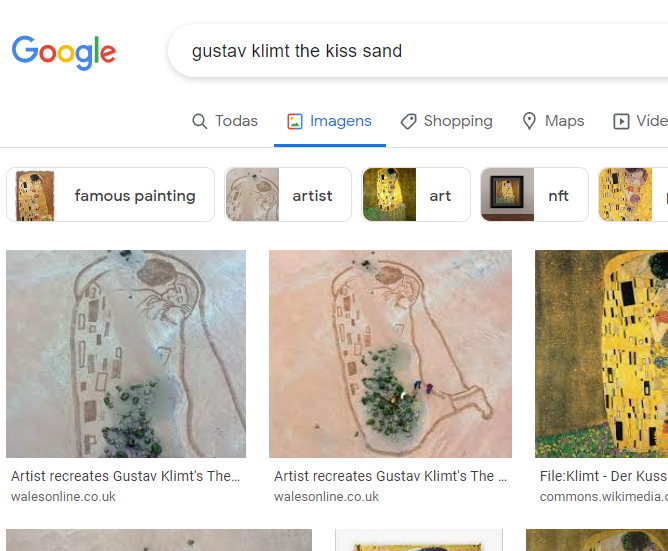 Google
gustav klimt the kiss sand
Todas
Imagens
Shopping
Maps
Víde
famous painting
artist
art
nft
Artist recreates Gustav Klimt's The...
walesonline.co.uk
Artist recreates Gustav Klimt's The ...
walesonline.co.uk
File:Klimt - Der Kuss
commons.wikimedia.o